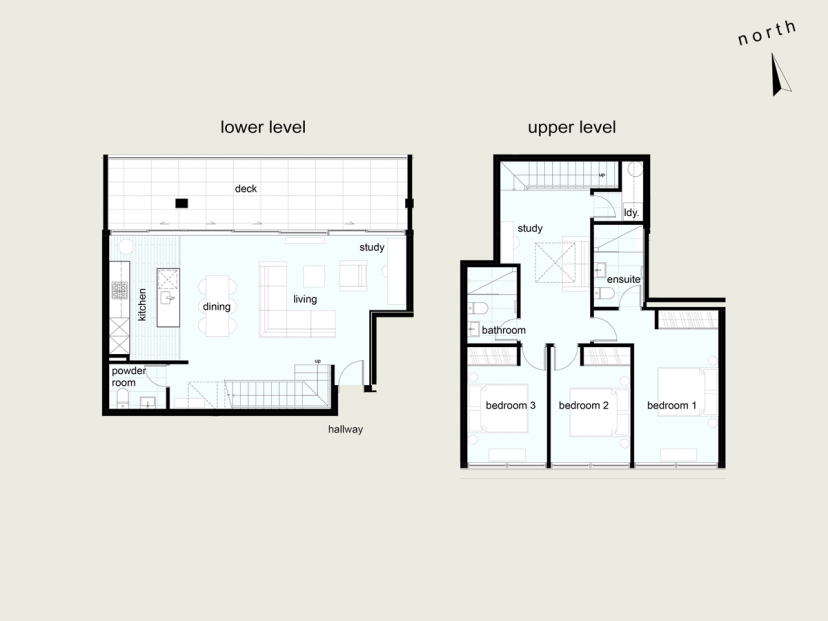 north
lower level
upper level
deck
up
ldy.
study
study
ensuite
kitchen
dining
living
bathroom
up
powder
room
bedroom 3
bedroom 2
bedroom 1
hallway